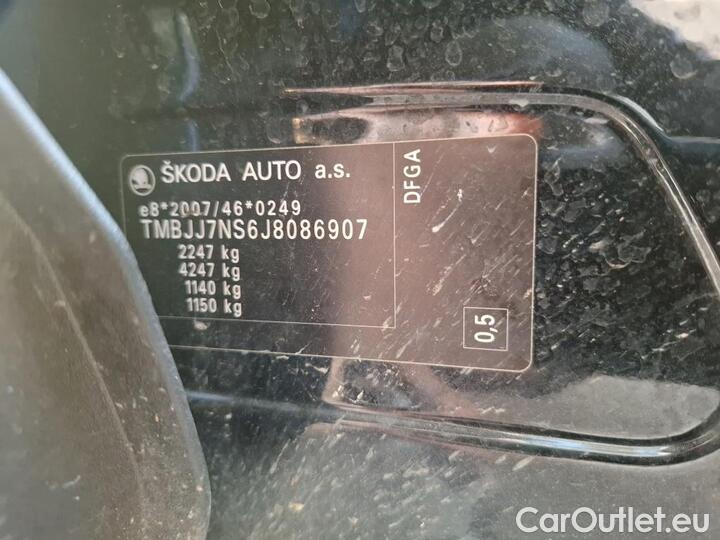 ŠKODA AUTO a.s.
e8*2007/46*0249
TMBJJ7NS6J8086907
2247 kg
4247 kg
1140 kg
1150 kg
DFGA
0,5
CarOutlet.eu